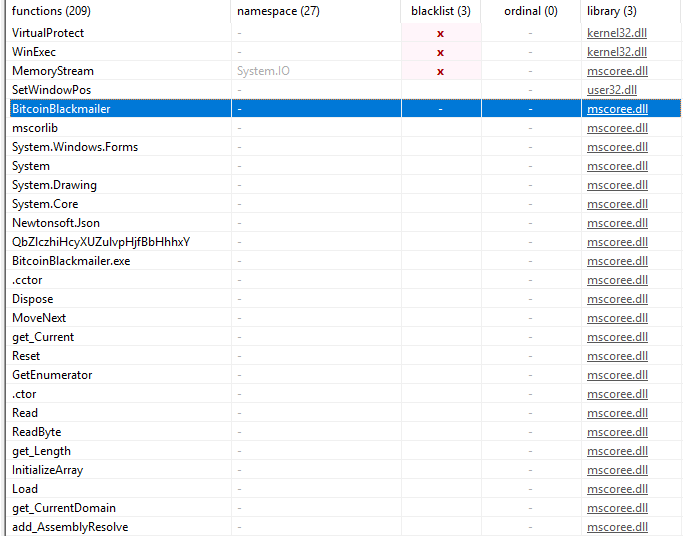 functions (209) namespace (27) blacklist (3) ordinal (0) library (3)
VirtualProtect - x - kernel32.dll
WinExec - x - kernel32.dll
MemoryStream System.IO x - mscoree.dll
SetWindowPos - - user32.dll
BitcoinBlackmailer - - - mscoree.dll
mscorlib - - mscoree.dll
System.Windows.Forms - - mscoree.dll
System - - mscoree.dll
System.Drawing - - mscoree.dll
System.Core - - mscoree.dll
Newtonsoft.Json - - mscoree.dll
QbZIczhiHcyXUZulvpHjfBbHhhxY - - mscoree.dll
BitcoinBlackmailer.exe - - mscoree.dll
.cctor - - mscoree.dll
Dispose - - mscoree.dll
MoveNext - - mscoree.dll
get_Current - - mscoree.dll
Reset - - mscoree.dll
GetEnumerator - - mscoree.dll
.ctor - - mscoree.dll
Read - - mscoree.dll
ReadByte - - mscoree.dll
get_Length - - mscoree.dll
InitializeArray - - mscoree.dll
Load - - mscoree.dll
get_CurrentDomain - - mscoree.dll
add_AssemblyResolve - - mscoree.dll